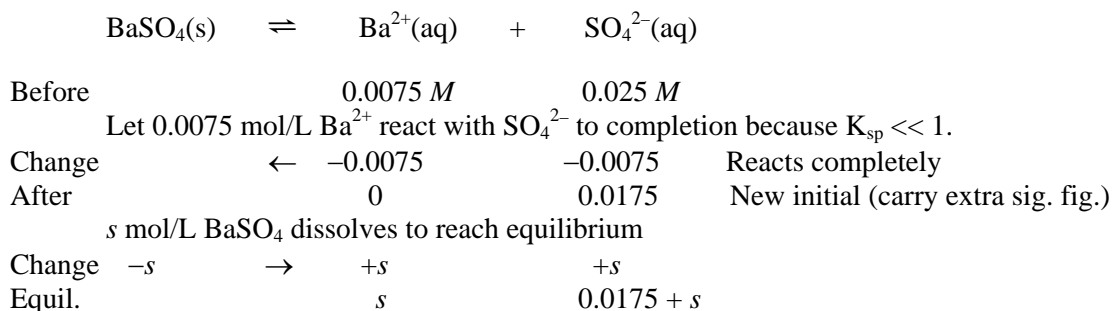 BaSO₄(s) ⇌ Ba²⁺(aq) + SO₄²⁻(aq)
Before 0.0075 M 0.025 M
Let 0.0075 mol/L Ba²⁺ react with SO₄²⁻ to completion because Kₛₚ << 1.
Change ← −0.0075 −0.0075 Reacts completely
After 0 0.0175 New initial (carry extra sig. fig.)
s mol/L BaSO₄ dissolves to reach equilibrium
Change −s → +s +s
Equil. s 0.0175 + s